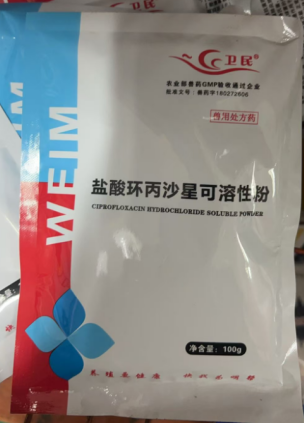 卫民®
农业部兽药GMP验收通过企业
批准文号:兽药字180272606
兽用处方药
WEIM
盐酸环丙沙星可溶性粉
CIPROFLOXACIN HYDROCHLORIDE SOLUBLE POWDER
净含量: 100g